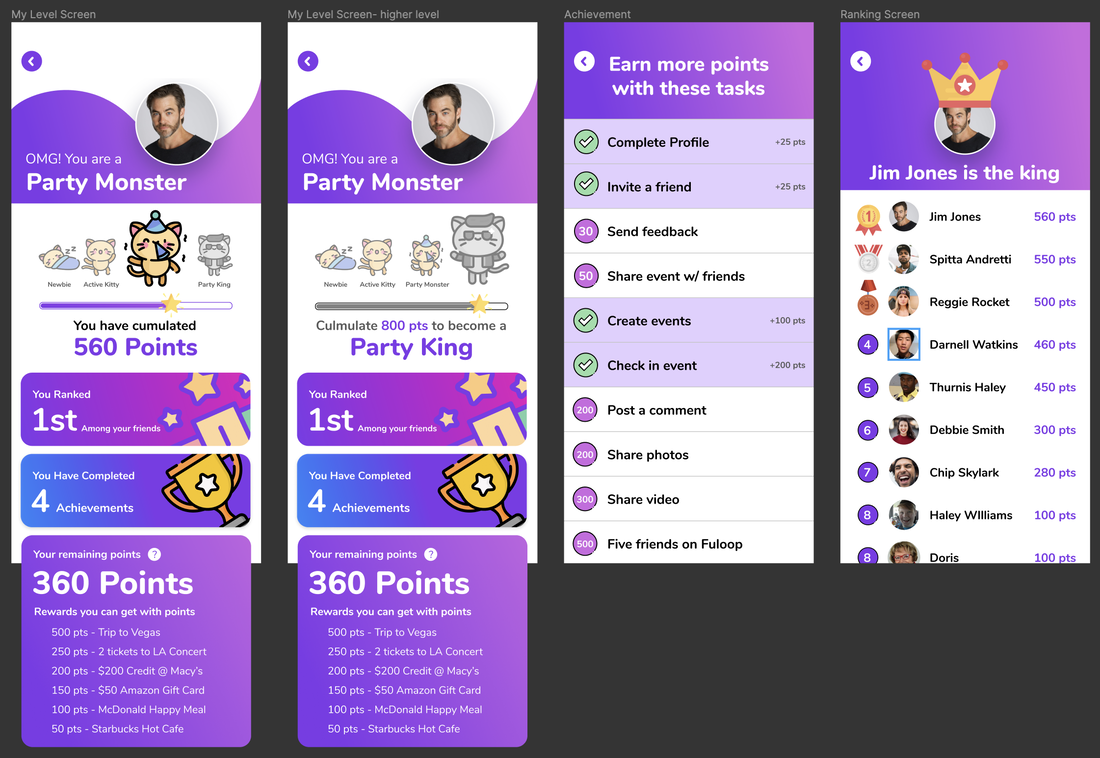 My Level Screen
OMG! You are a
Party Monster
Newbie
Active Kitty
Party King
You have cumulated
560 Points
You Ranked
1st Among your friends
You Have Completed
4 Achievements
Your remaining points ?
360 Points
Rewards you can get with points
500 pts - Trip to Vegas
250 pts - 2 tickets to LA Concert
200 pts - $200 Credit @ Macy's
150 pts - $50 Amazon Gift Card
100 pts - McDonald Happy Meal
50 pts - Starbucks Hot Cafe
My Level Screen- higher level
OMG! You are a
Party Monster
Newbie
Active Kitty
Party Monster
Culmulate 800 pts to become a
Party King
You Ranked
1st Among your friends
You Have Completed
4 Achievements
Your remaining points ?
360 Points
Rewards you can get with points
500 pts - Trip to Vegas
250 pts - 2 tickets to LA Concert
200 pts - $200 Credit @ Macy's
150 pts - $50 Amazon Gift Card
100 pts - McDonald Happy Meal
50 pts - Starbucks Hot Cafe
Achievement
Earn more points
with these tasks
Complete Profile +25 pts
Invite a friend +25 pts
30 Send feedback
50 Share event w/ friends
Create events +100 pts
Check in event +200 pts
200 Post a comment
200 Share photos
300 Share video
500 Five friends on Fuloop
Ranking Screen
Jim Jones is the king
1 Jim Jones 560 pts
2 Spitta Andretti 550 pts
3 Reggie Rocket 500 pts
4 Darnell Watkins 460 pts
5 Thurnis Haley 450 pts
6 Debbie Smith 300 pts
7 Chip Skylark 280 pts
8 Haley WIlliams 100 pts
8 Doris 100 pts